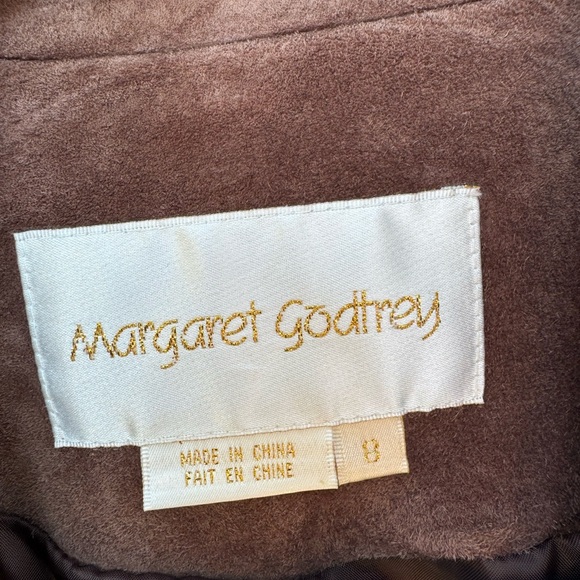 Margaret Godfrey
MADE IN CHINA
FAIT EN CHINE
8